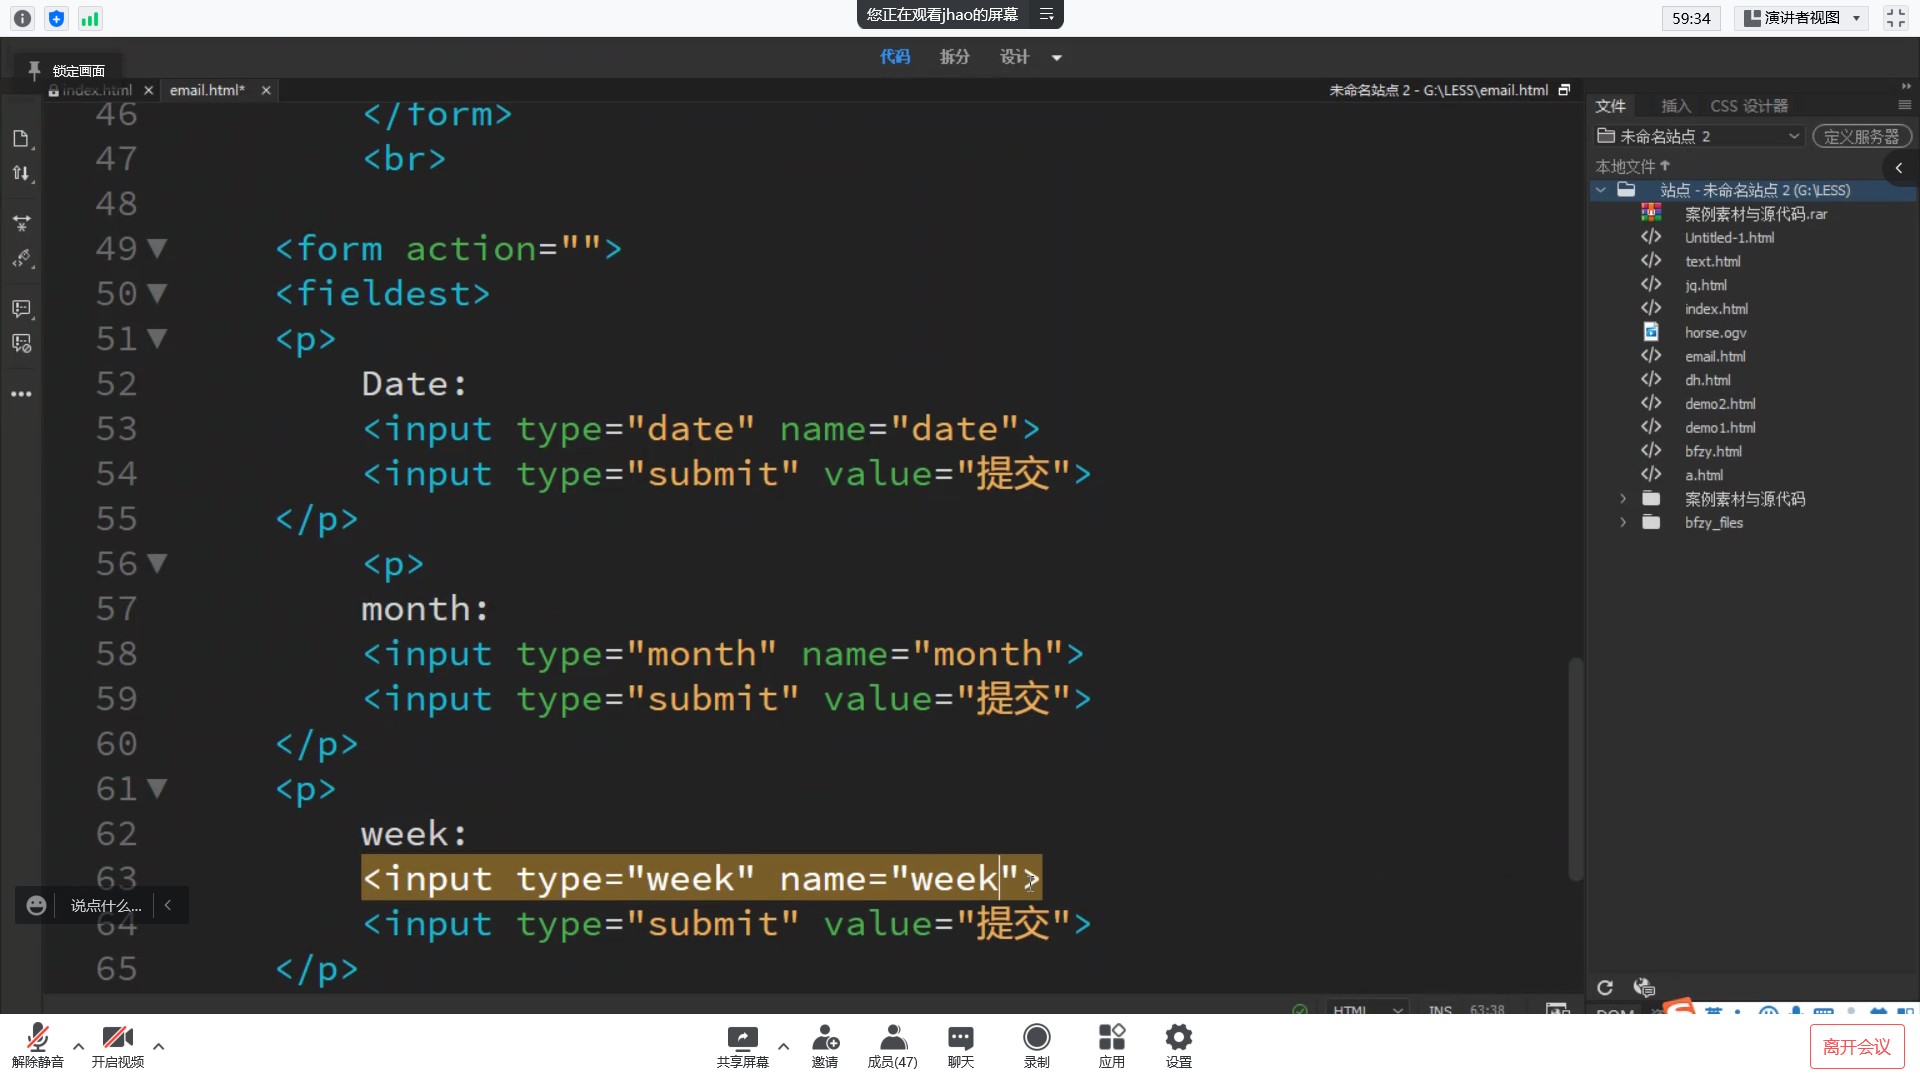 您正在观看jhao的屏幕
59:34
演讲者视图
代码 拆分 设计
锁定画面
index.html
email.html*
未命名站点 2 - G:\LESS\email.html
46 </form>
47 <br>
48
49 <form action="">
50 <fieldest>
51 <p>
52 Date:
53 <input type="date" name="date">
54 <input type="submit" value="提交">
55 </p>
56 <p>
57 month:
58 <input type="month" name="month">
59 <input type="submit" value="提交">
60 </p>
61 <p>
62 week:
63 <input type="week" name="week">
64 <input type="submit" value="提交">
65 </p>
说点什么...
HTML INS 63:38
文件 插入 CSS 设计器
未命名站点 2 定义服务器
本地文件
站点 - 未命名站点 2 (G:\LESS)
案例素材与源代码.rar
Untitled-1.html
text.html
jq.html
index.html
horse.ogv
email.html
dh.html
demo2.html
demo1.html
bfzy.html
a.html
案例素材与源代码
bfzy_files
DOM
英
解除静音 开启视频 共享屏幕 邀请 成员(47) 聊天 录制 应用 设置 离开会议